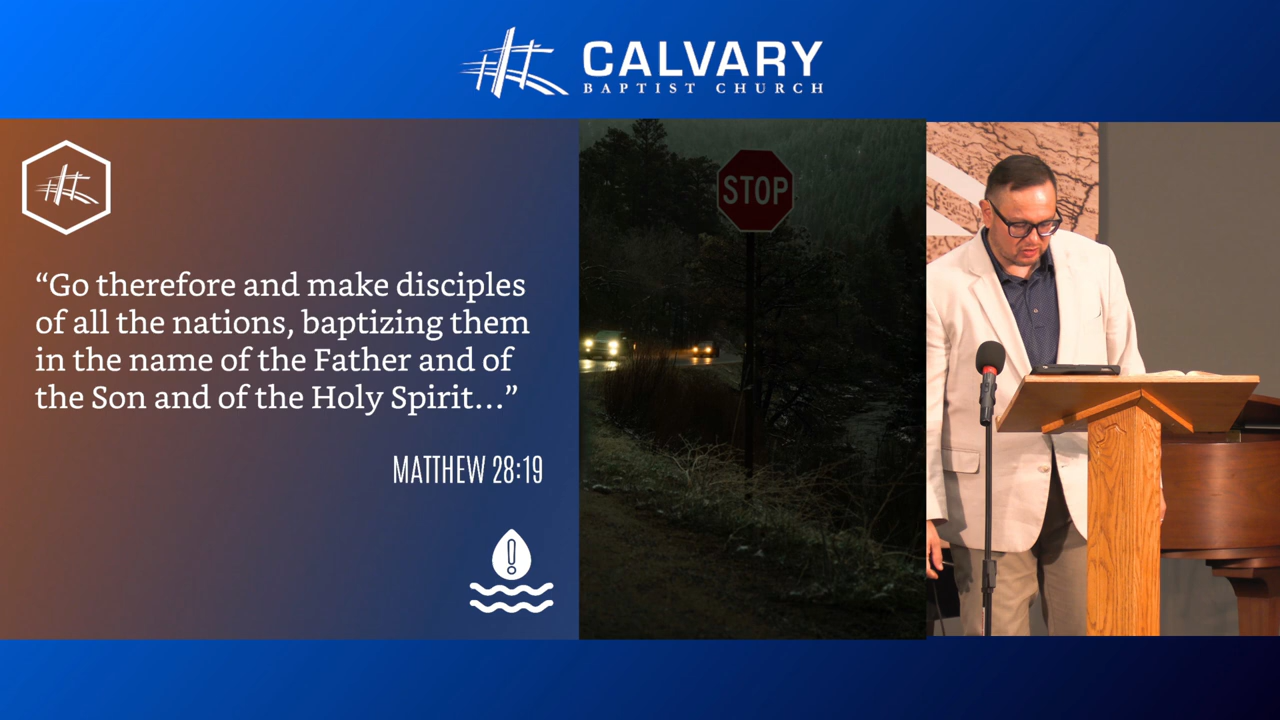 CALVARY
BAPTIST CHURCH
“Go therefore and make disciples
of all the nations, baptizing them
in the name of the Father and of
the Son and of the Holy Spirit...”
MATTHEW 28:19
STOP